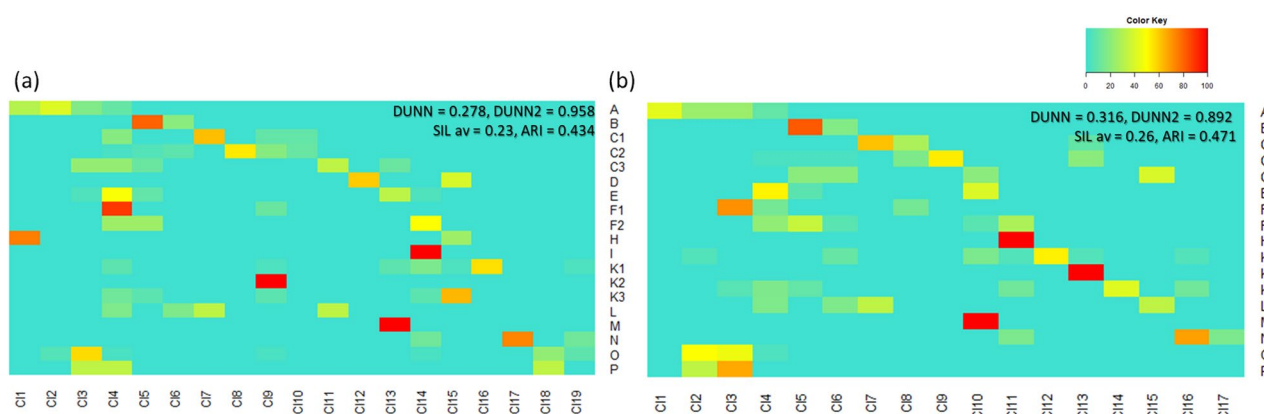 Color Key
0 20 40 60 80 100
(a)
DUNN = 0.278, DUNN2 = 0.958
SIL av = 0.23, ARI = 0.434
A
B
C1
C2
C3
D
E
F1
F2
H
I
K1
K2
K3
L
M
N
O
P
Cl1 Cl2 Cl3 Cl4 Cl5 Cl6 Cl7 Cl8 Cl9 Cl10 Cl11 Cl12 Cl13 Cl14 Cl15 Cl16 Cl17 Cl18 Cl19
(b)
DUNN = 0.316, DUNN2 = 0.892
SIL av = 0.26, ARI = 0.471
Cl1 Cl2 Cl3 Cl4 Cl5 Cl6 Cl7 Cl8 Cl9 Cl10 Cl11 Cl12 Cl13 Cl14 Cl15 Cl16 Cl17